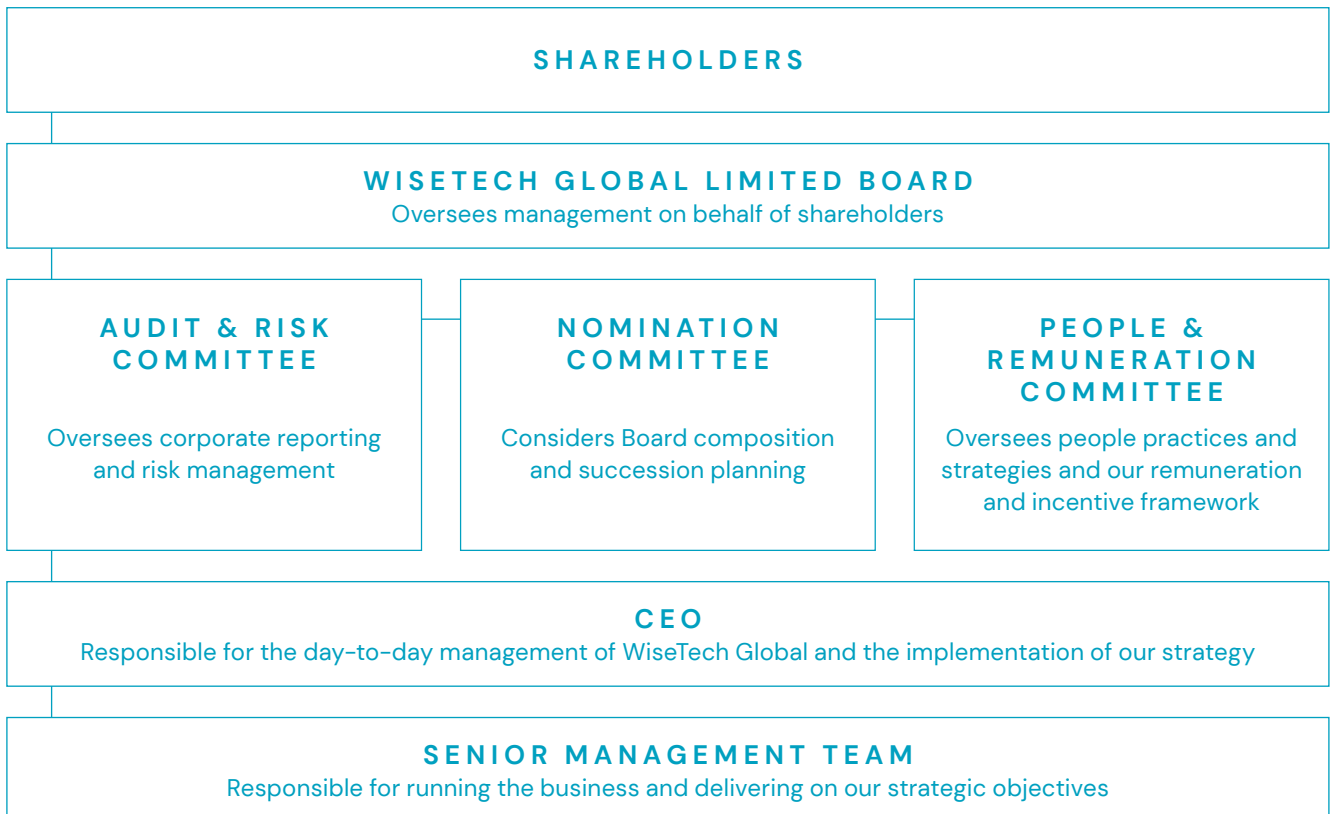 SHAREHOLDERS
WISETECH GLOBAL LIMITED BOARD
Oversees management on behalf of shareholders
AUDIT & RISK
COMMITTEE
Oversees corporate reporting
and risk management
NOMINATION
COMMITTEE
Considers Board composition
and succession planning
PEOPLE &
REMUNERATION
COMMITTEE
Oversees people practices and
strategies and our remuneration
and incentive framework
CEO
Responsible for the day-to-day management of WiseTech Global and the implementation of our strategy
SENIOR MANAGEMENT TEAM
Responsible for running the business and delivering on our strategic objectives